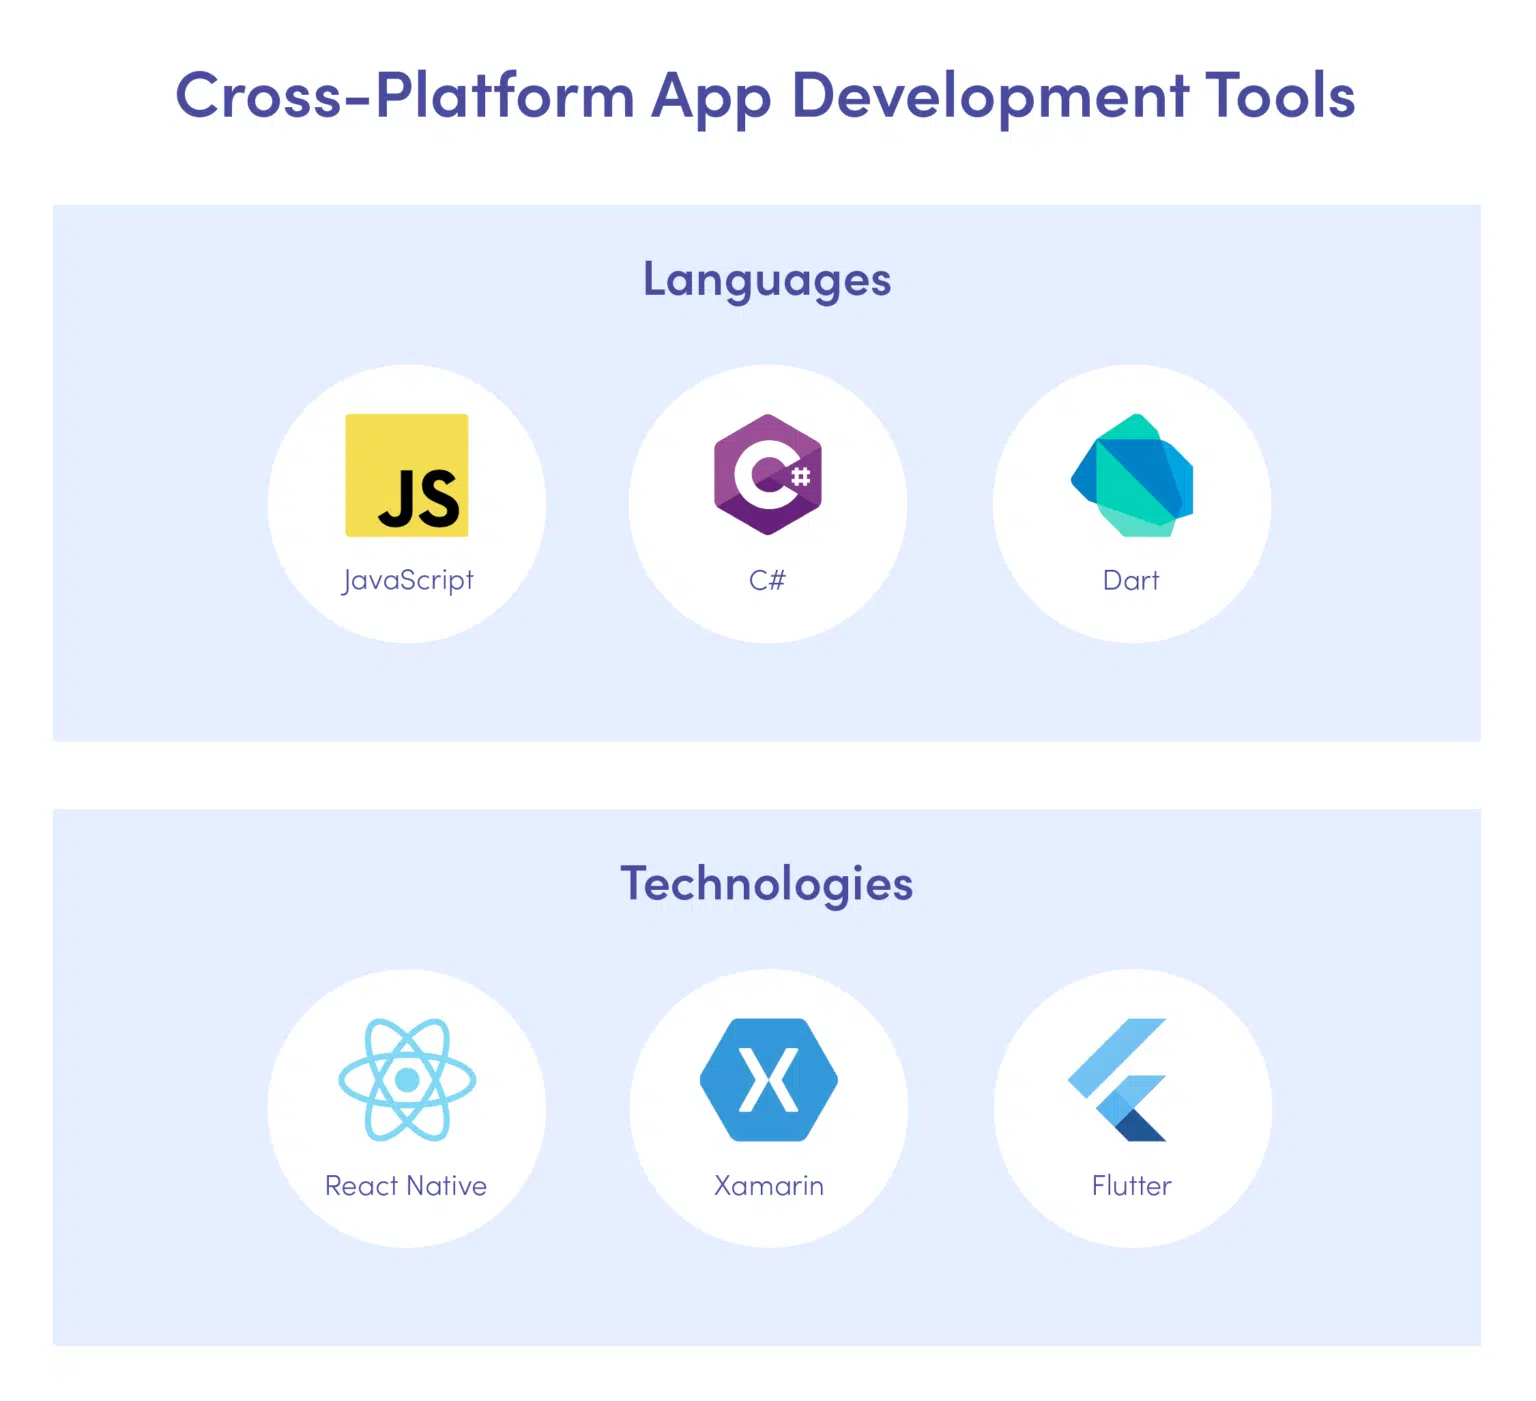 Cross-Platform App Development Tools
Languages
JS
C#
JavaScript
C#
Dart
Technologies
X
React Native
Xamarin
Flutter